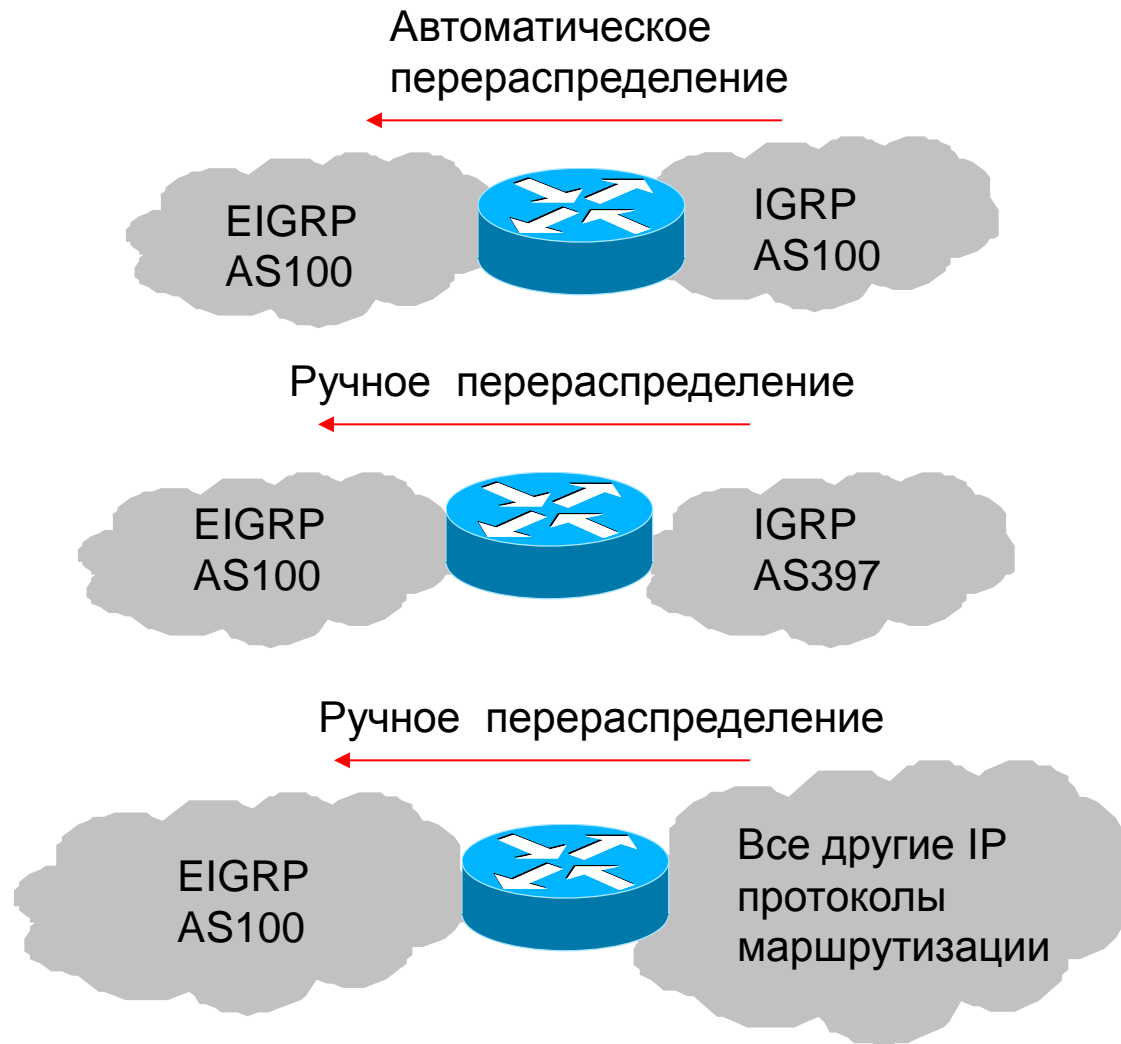 Автоматическое
перераспределение
EIGRP
AS100
IGRP
AS100
Ручное перераспределение
EIGRP
AS100
IGRP
AS397
Ручное перераспределение
EIGRP
AS100
Все другие IP
протоколы
маршрутизации